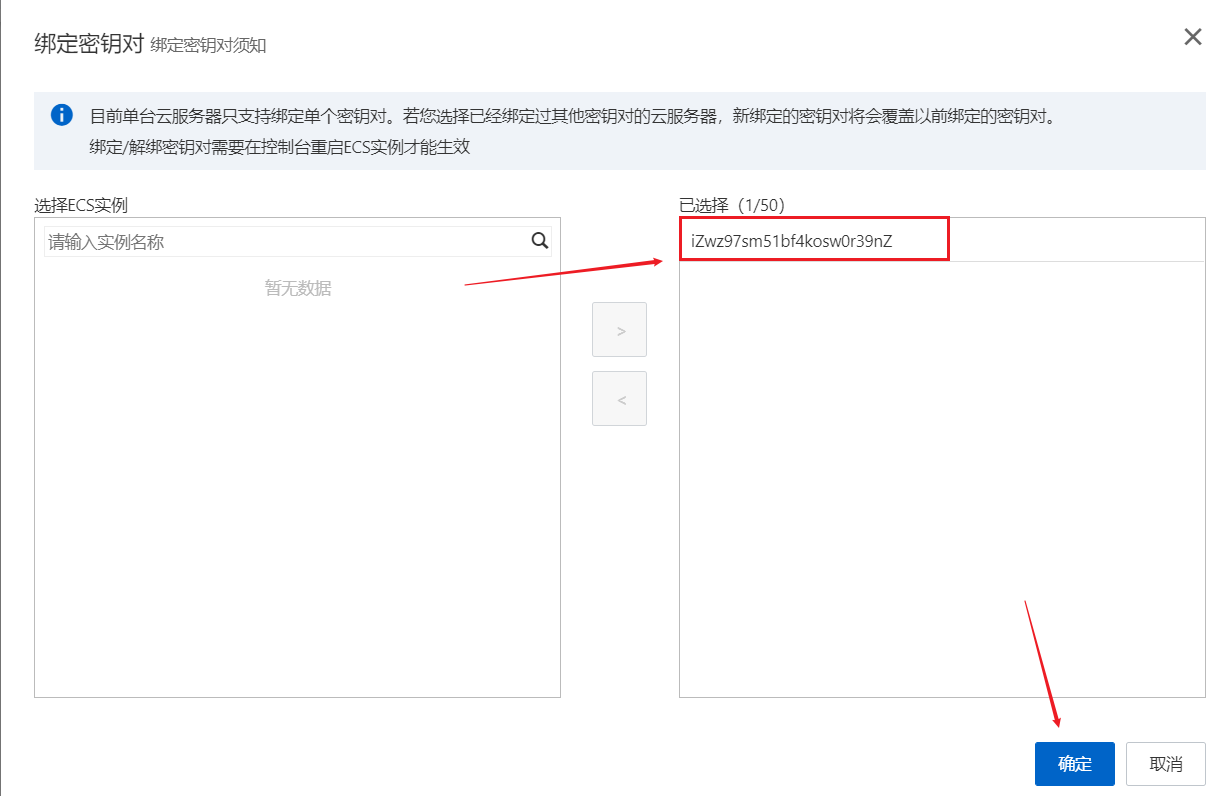 绑定密钥对 绑定密钥对须知
目前单台云服务器只支持绑定单个密钥对。若您选择已经绑定过其他密钥对的云服务器，新绑定的密钥对将会覆盖以前绑定的密钥对。
绑定/解绑密钥对需要在控制台重启ECS实例才能生效
选择ECS实例
请输入实例名称
暂无数据
>
<
已选择（1/50）
iZwz97sm51bf4kosw0r39nZ
确定
取消